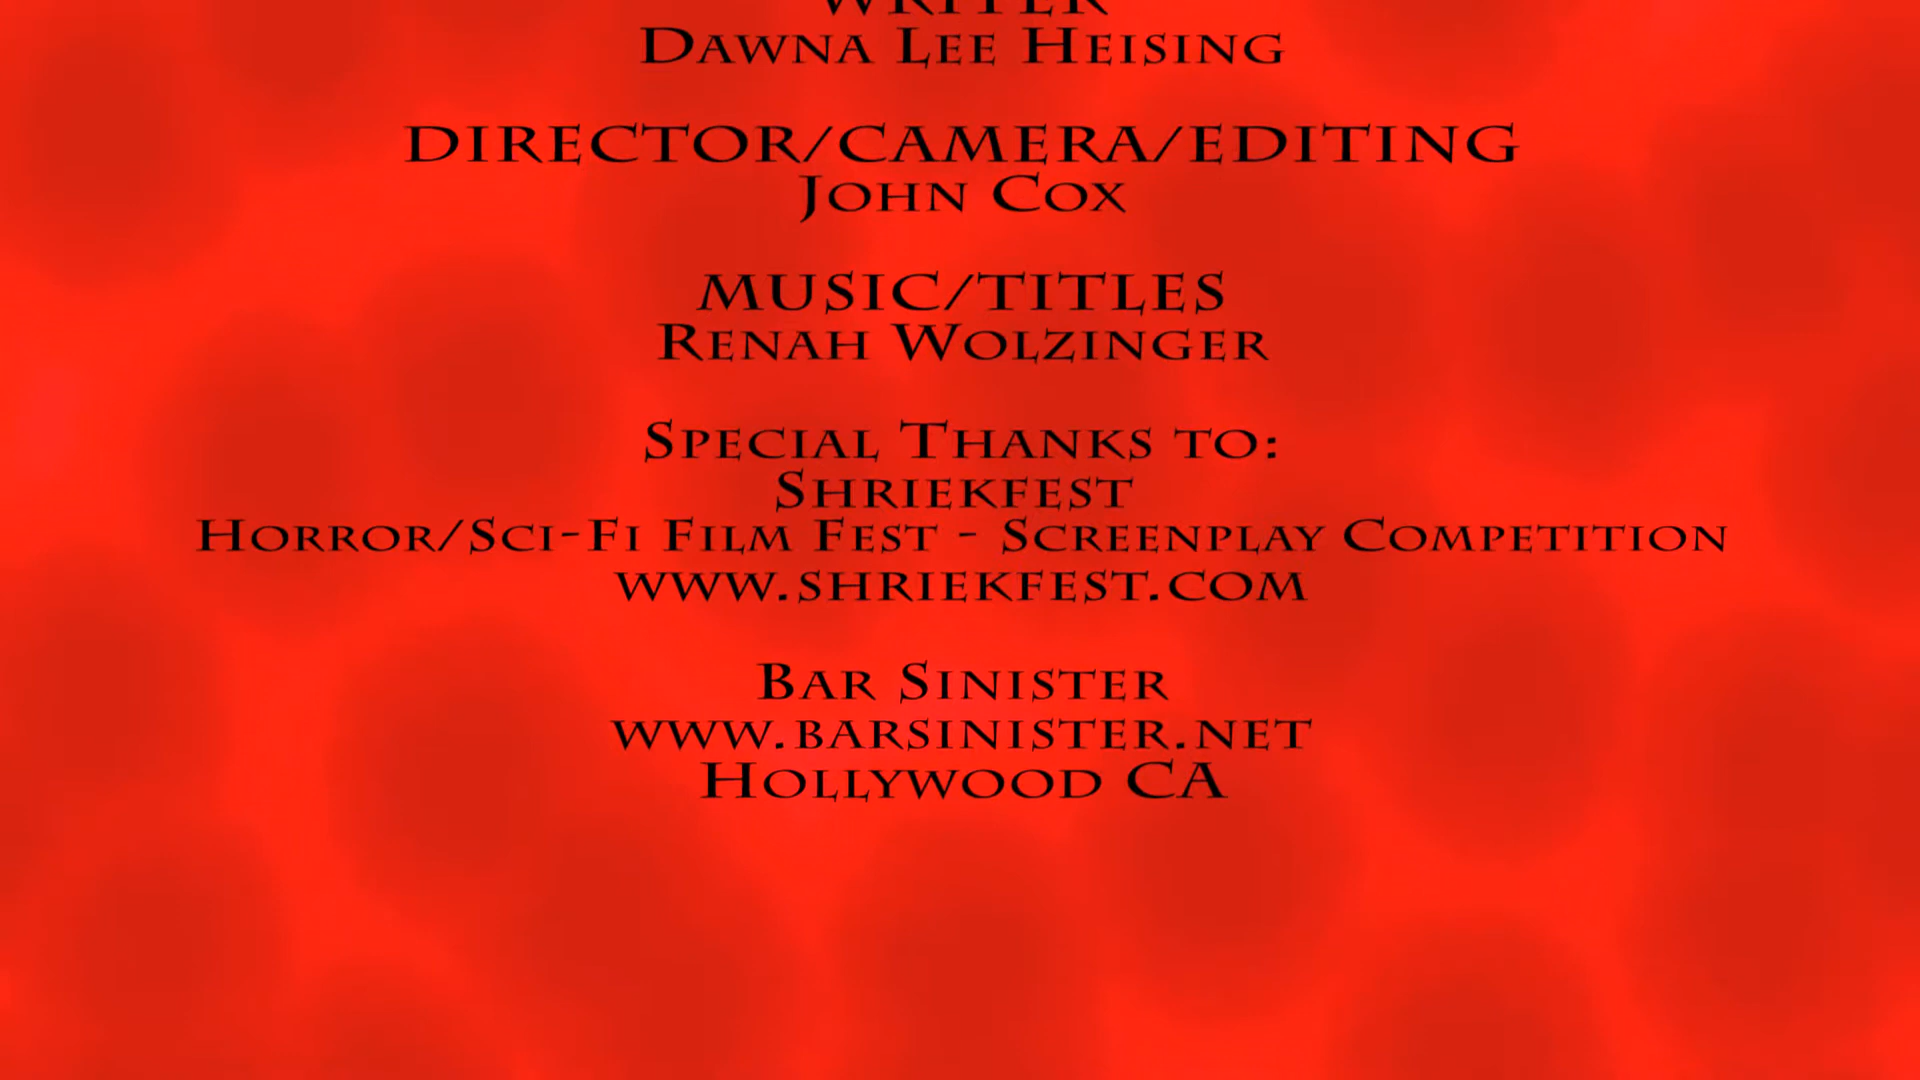 WRITER
Dawna Lee Heising
DIRECTOR/CAMERA/EDITING
John Cox
MUSIC/TITLES
Renah Wolzinger
Special Thanks to:
Shriekfest
Horror/Sci-Fi Film Fest - Screenplay Competition
www.shriekfest.com
Bar Sinister
www.barsinister.net
Hollywood CA